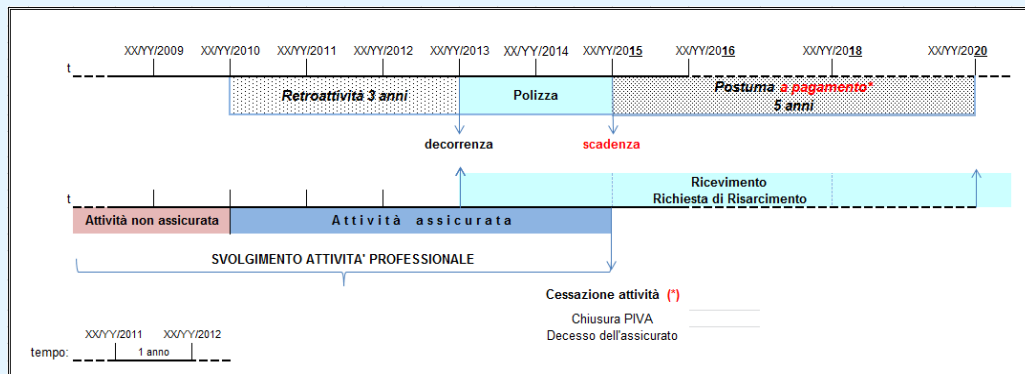 XX/YY/2009 XX/YY/2010 XX/YY/2011 XX/YY/2012 XX/YY/2013 XX/YY/2014 XX/YY/2015 XX/YY/2016 XX/YY/2018 XX/YY/2020
t
Retroattività 3 anni
Polizza
Postuma a pagamento*
5 anni
decorrenza
scadenza
t
Ricevimento
Richiesta di Risarcimento
Attività non assicurata
Attività assicurata
SVOLGIMENTO ATTIVITA' PROFESSIONALE
Cessazione attività (*)
Chiusura PIVA
Decesso dell'assicurato
XX/YY/2011 XX/YY/2012
tempo: 1 anno